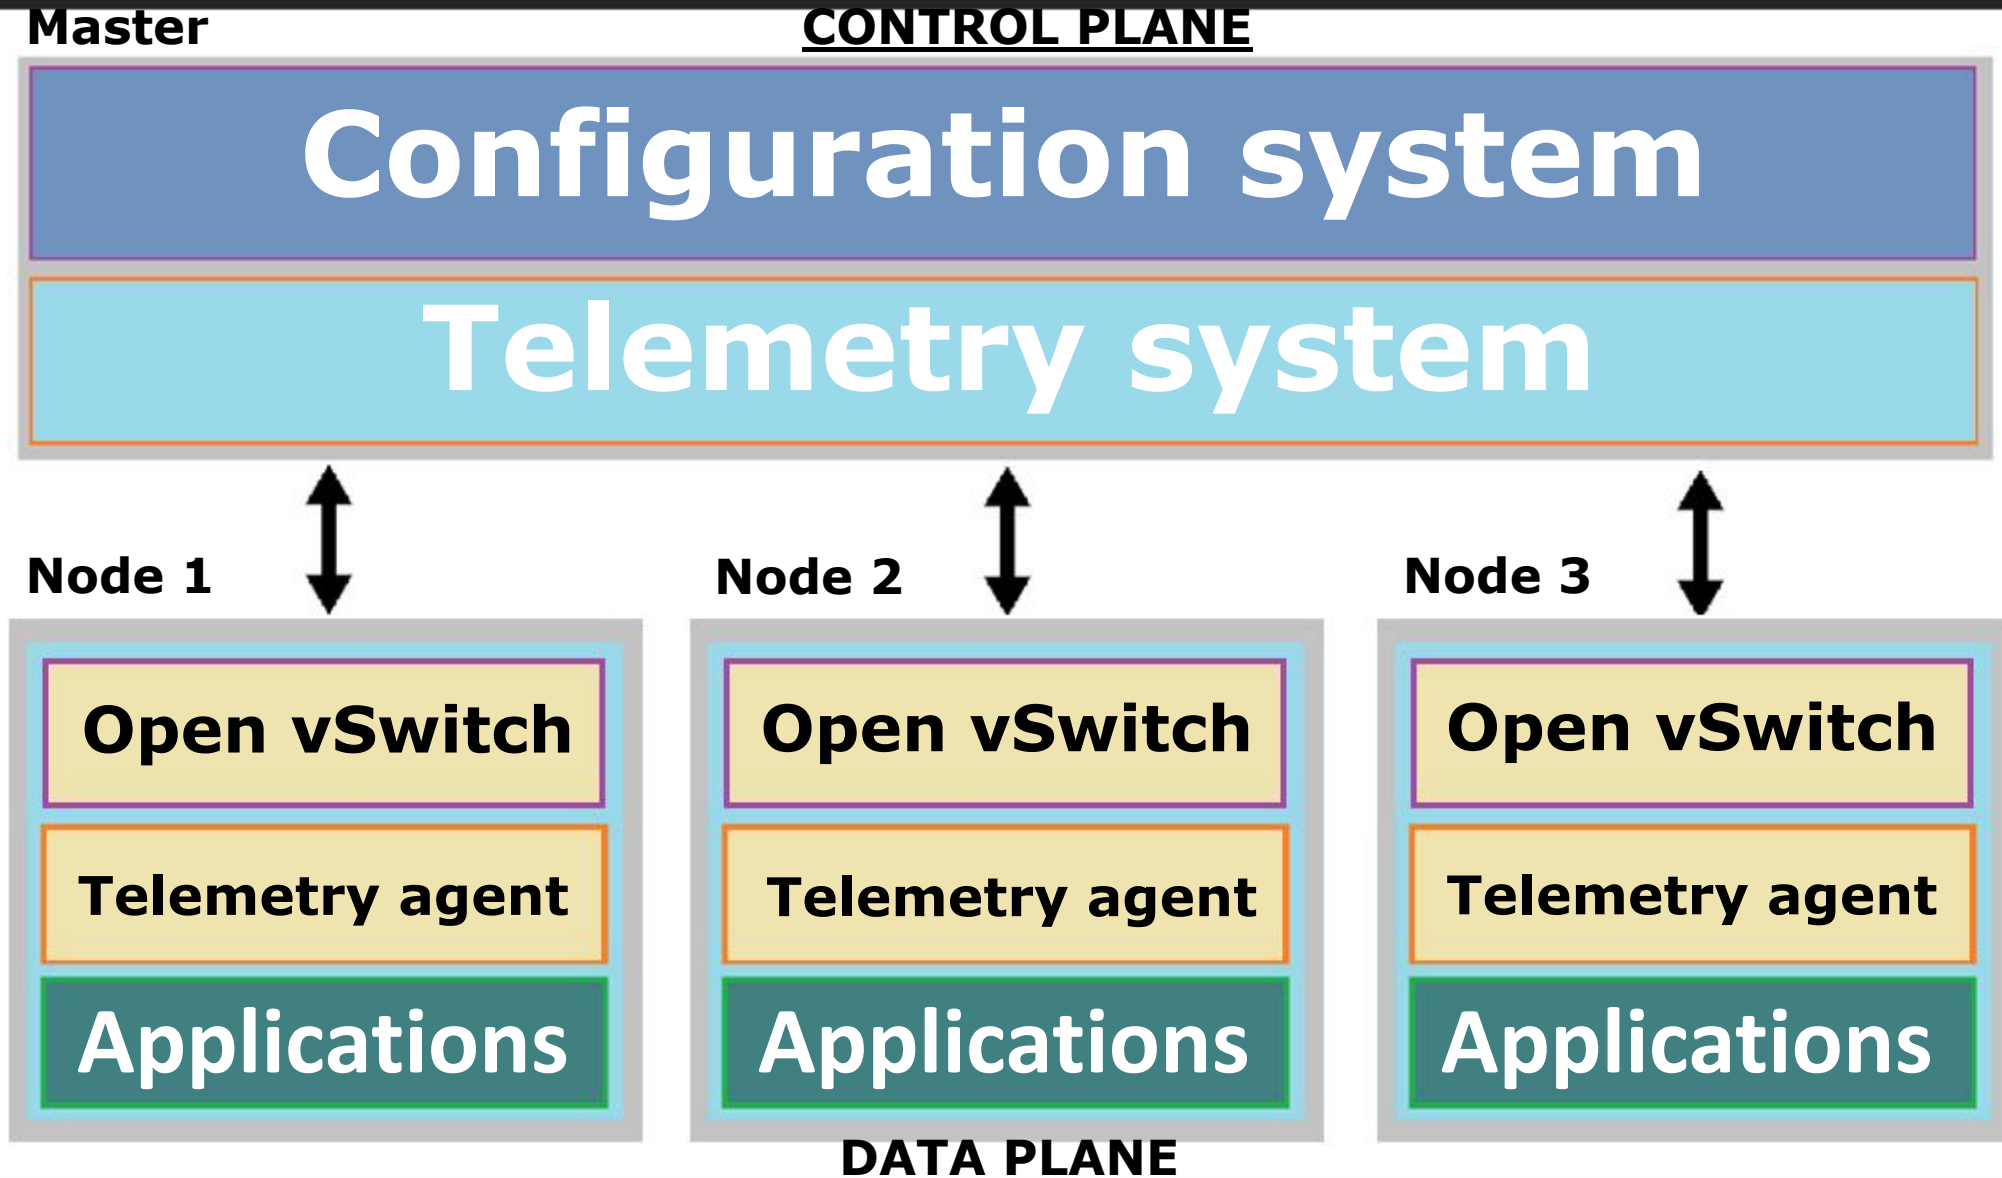 Master
CONTROL PLANE
Configuration system
Telemetry system
Node 1
Node 2
Node 3
Open vSwitch
Open vSwitch
Open vSwitch
Telemetry agent
Telemetry agent
Telemetry agent
Applications
Applications
Applications
DATA PLANE